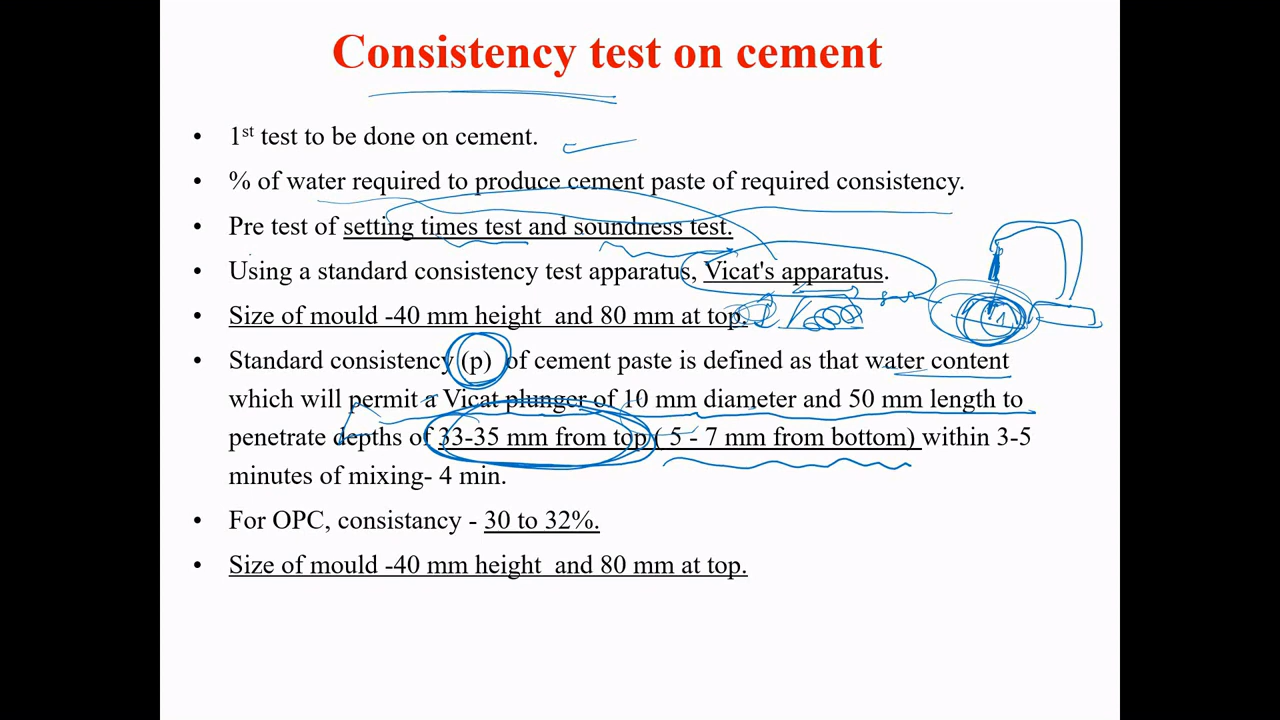 Consistency test on cement
• 1st test to be done on cement.
• % of water required to produce cement paste of required consistency.
• Pre test of setting times test and soundness test.
• Using a standard consistency test apparatus, Vicat's apparatus.
• Size of mould -40 mm height and 80 mm at top.
• Standard consistency (p) of cement paste is defined as that water content
which will permit a Vicat plunger of 10 mm diameter and 50 mm length to
penetrate depths of 33-35 mm from top ( 5 - 7 mm from bottom) within 3-5
minutes of mixing- 4 min.
• For OPC, consistancy - 30 to 32%.
• Size of mould -40 mm height and 80 mm at top.